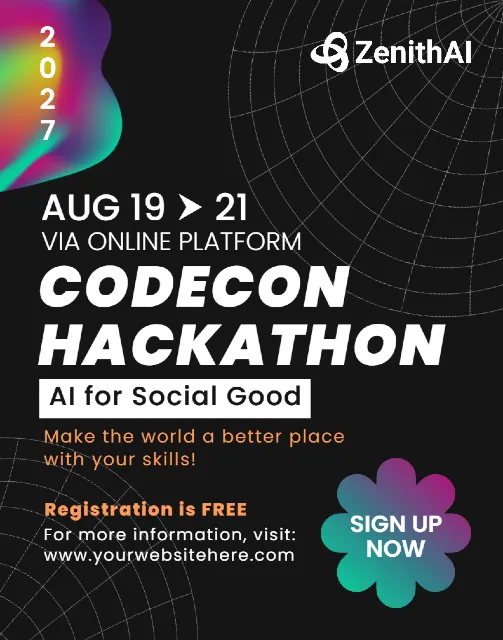 2
0
2
7
ZenithAI
AUG 19 ➤ 21
VIA ONLINE PLATFORM
CODECON
HACKATHON
AI for Social Good
Make the world a better place
with your skills!
Registration is FREE
For more information, visit:
www.yourwebsitehere.com
SIGN UP
NOW